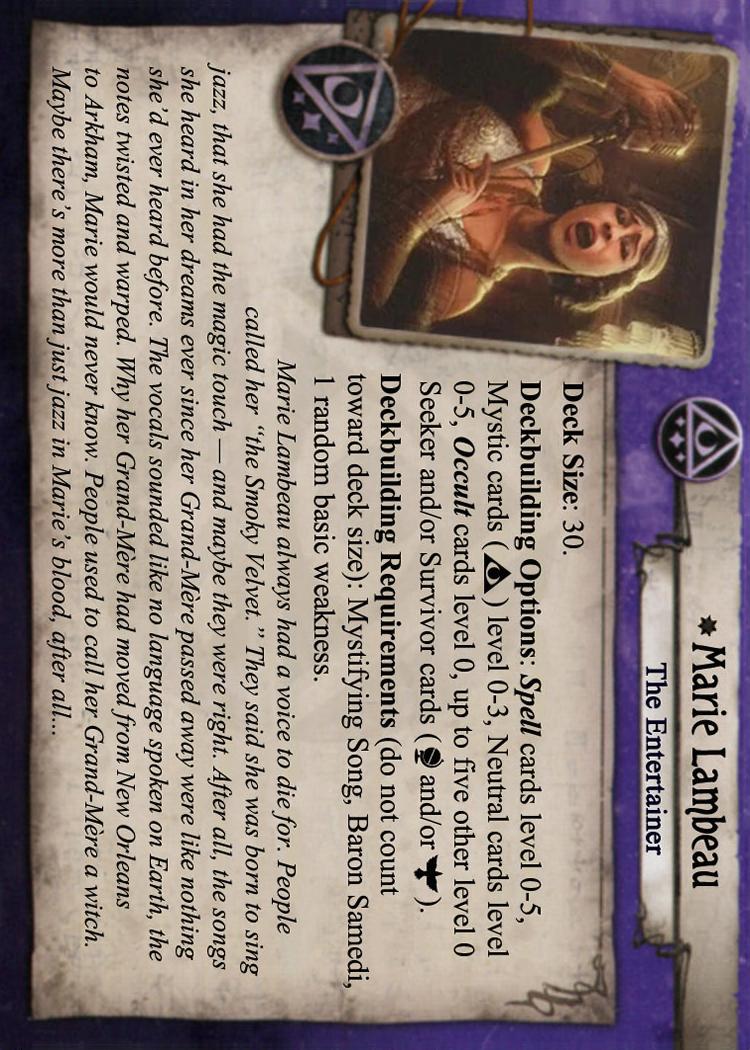 Marie Lambeau
The Entertainer
Deck Size: 30.
Deckbuilding Options: Spell cards level 0-5,
Mystic cards () level 0-3, Neutral cards level
0-5, Occult cards level 0, up to five other level 0
Seeker and/or Survivor cards ( and/or ).
Deckbuilding Requirements (do not count
toward deck size): Mystifying Song, Baron Samedi,
1 random basic weakness.
Marie Lambeau always had a voice to die for. People
called her “the Smoky Velvet.” They said she was born to sing
jazz, that she had the magic touch — and maybe they were right. After all, the songs
she heard in her dreams ever since her Grand-Mère passed away were like nothing
she’d ever heard before. The vocals sounded like no language spoken on Earth, the
notes twisted and warped. Why her Grand-Mère had moved from New Orleans
to Arkham, Marie would never know. People used to call her Grand-Mère a witch.
Maybe there’s more than just jazz in Marie’s blood, after all...